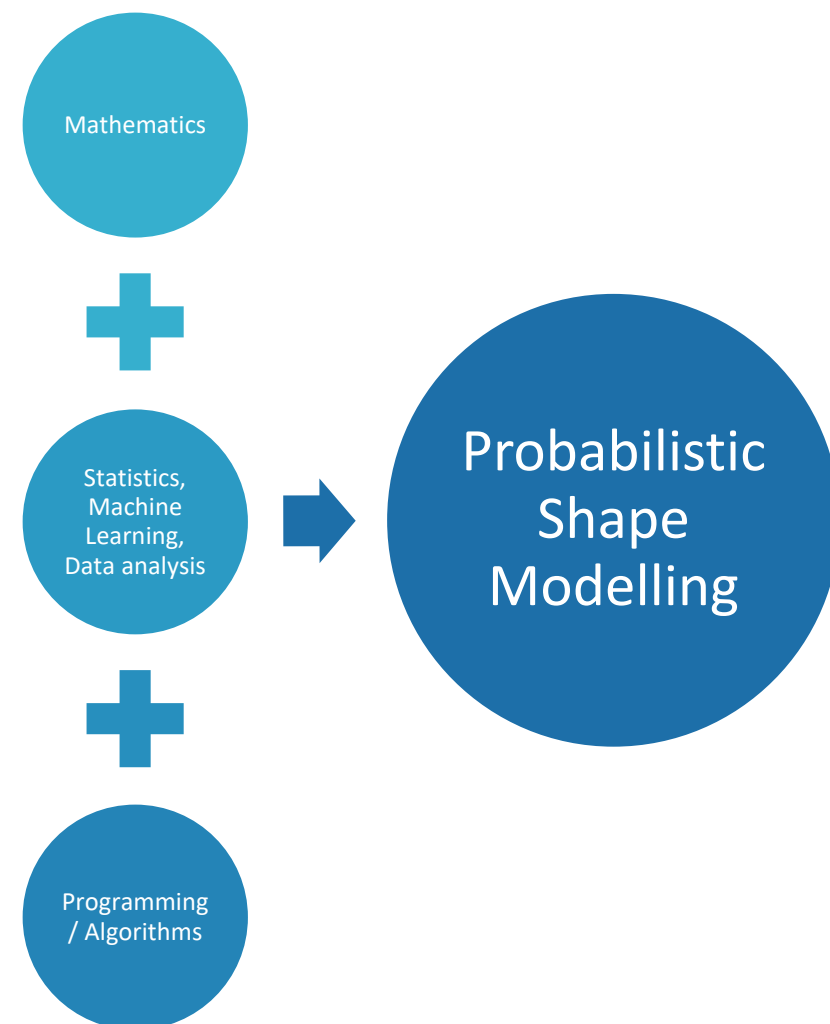 Mathematics
Statistics,
Machine
Learning,
Data analysis
Programming
/ Algorithms
Probabilistic
Shape
Modelling